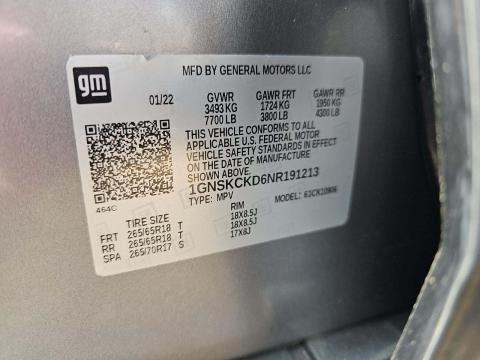 gm
MFD BY GENERAL MOTORS LLC
01/22 GVWR GAWR FRT GAWR RR
3493 KG 1724 KG 1950 KG
7700 LB 3800 LB 4300 LB
THIS VEHICLE CONFORMS TO ALL
APPLICABLE U.S. FEDERAL MOTOR
VEHICLE SAFETY STANDARDS IN
EFFECT ON THE DATE OF MANUFACTURE
SHOWN ABOVE.
1GNSKCKD6NR191213
TYPE: MPV MODEL: 61CK10906
464C
TIRE SIZE RIM
FRT 265/65R18 T 18X8.5J
RR 265/65R18 T 18X8.5J
SPA 265/70R17 S 17X8J